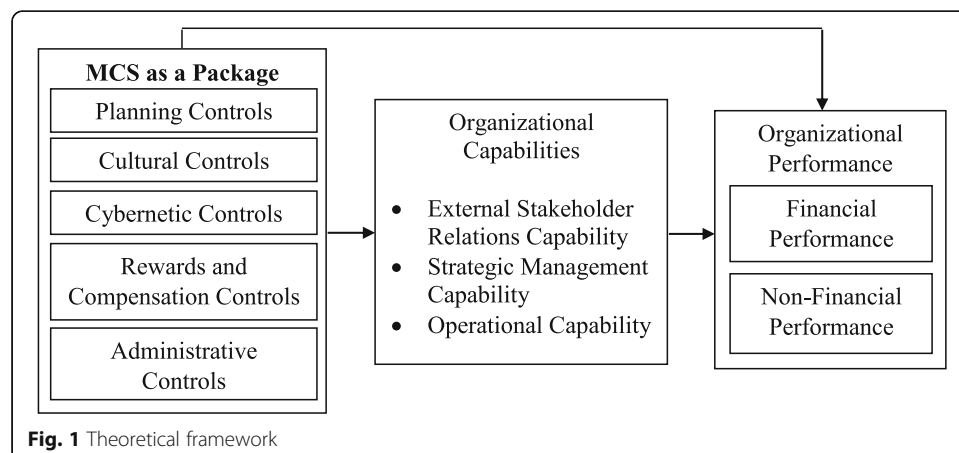 MCS as a Package
Planning Controls
Cultural Controls
Cybernetic Controls
Rewards and
Compensation Controls
Administrative
Controls
Organizational
Capabilities
• External Stakeholder
Relations Capability
• Strategic Management
Capability
• Operational Capability
Organizational
Performance
Financial
Performance
Non-Financial
Performance
Fig. 1 Theoretical framework